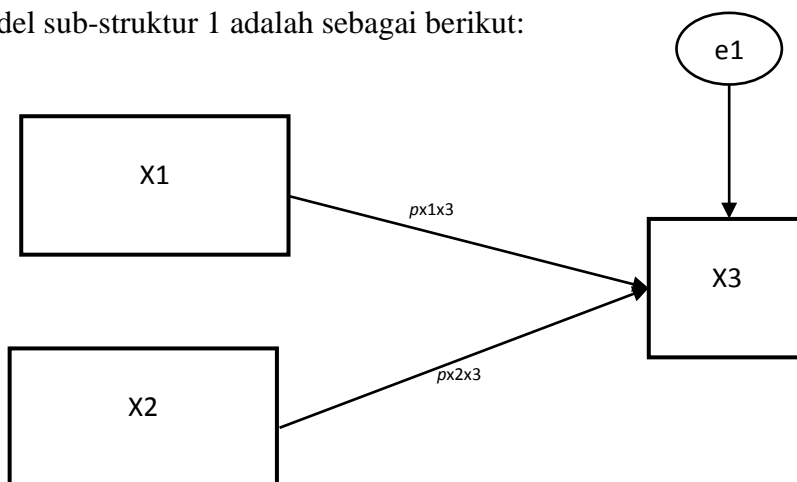 del sub-struktur 1 adalah sebagai berikut:
e1
X1
px1x3
X3
px2x3
X2